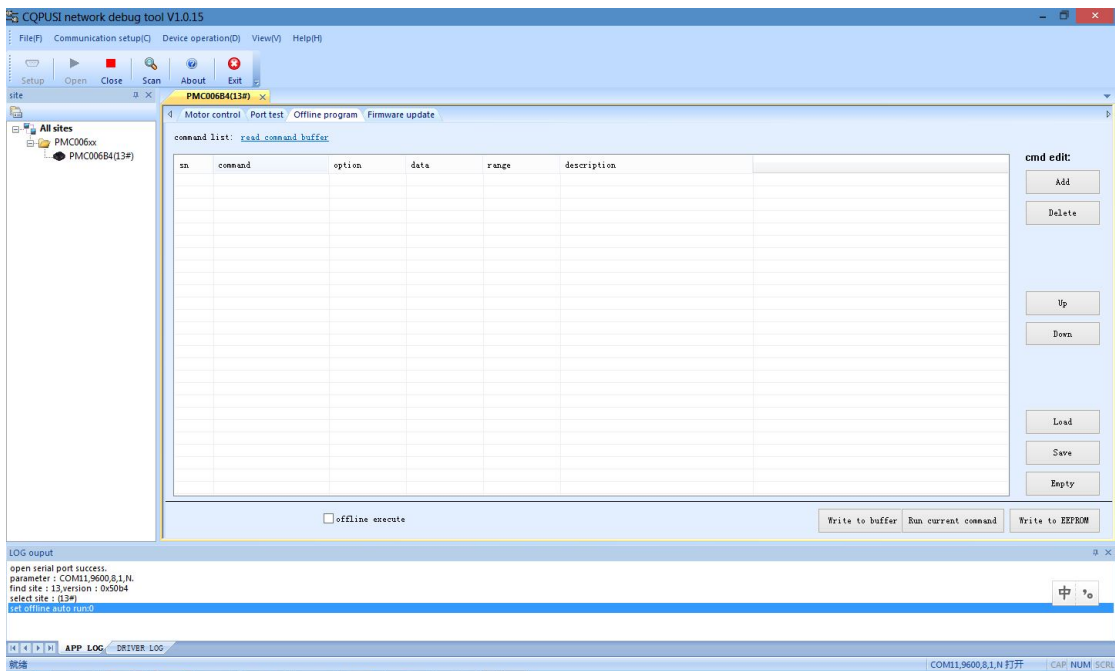 CQPUSI network debug tool V1.0.15
File(F) Communication setup(C) Device operation(D) View(V) Help(H)
Setup Open Close Scan About Exit
site
PMC006B4(13#)
Motor control Port test Offline program Firmware update
All sites
PMC006xx
PMC006B4(13#)
command list: read command buffer
sn command option data range description
cmd edit:
Add
Delete
Up
Down
Load
Save
Empty
offline execute
Write to buffer Run current command Write to EEPROM
LOG ouput
open serial port success.
parameter : COM11,9600,8,1,N.
find site : 13,version : 0x50b4
select site : (13#)
set offline auto run:0
中 °,
APP LOG DRIVER LOG
就绪
COM11,9600,8,1,N 打开 CAP NUM SCRL